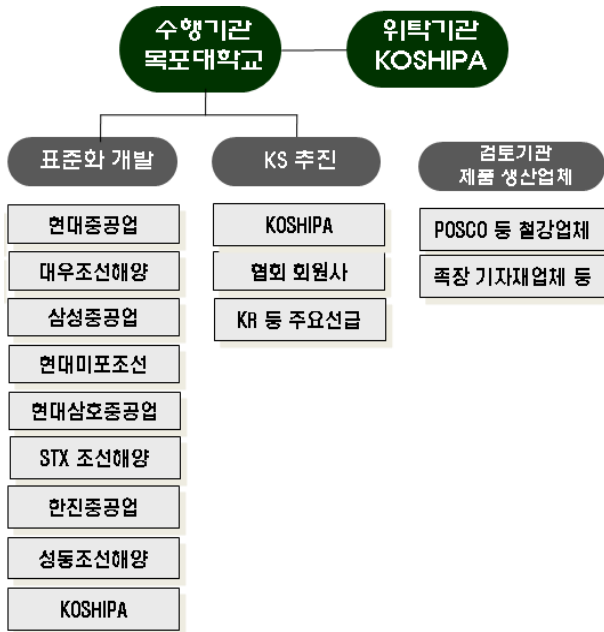 수행기관
목포대학교
위탁기관
KOSHIPA
표준화 개발
KS 추진
검토기관
제품 생산업체
현대중공업
대우조선해양
삼성중공업
현대미포조선
현대삼호중공업
STX 조선해양
한진중공업
성동조선해양
KOSHIPA
KOSHIPA
협회 회원사
KR 등 주요선급
POSCO 등 철강업체
족장 기자재업체 등